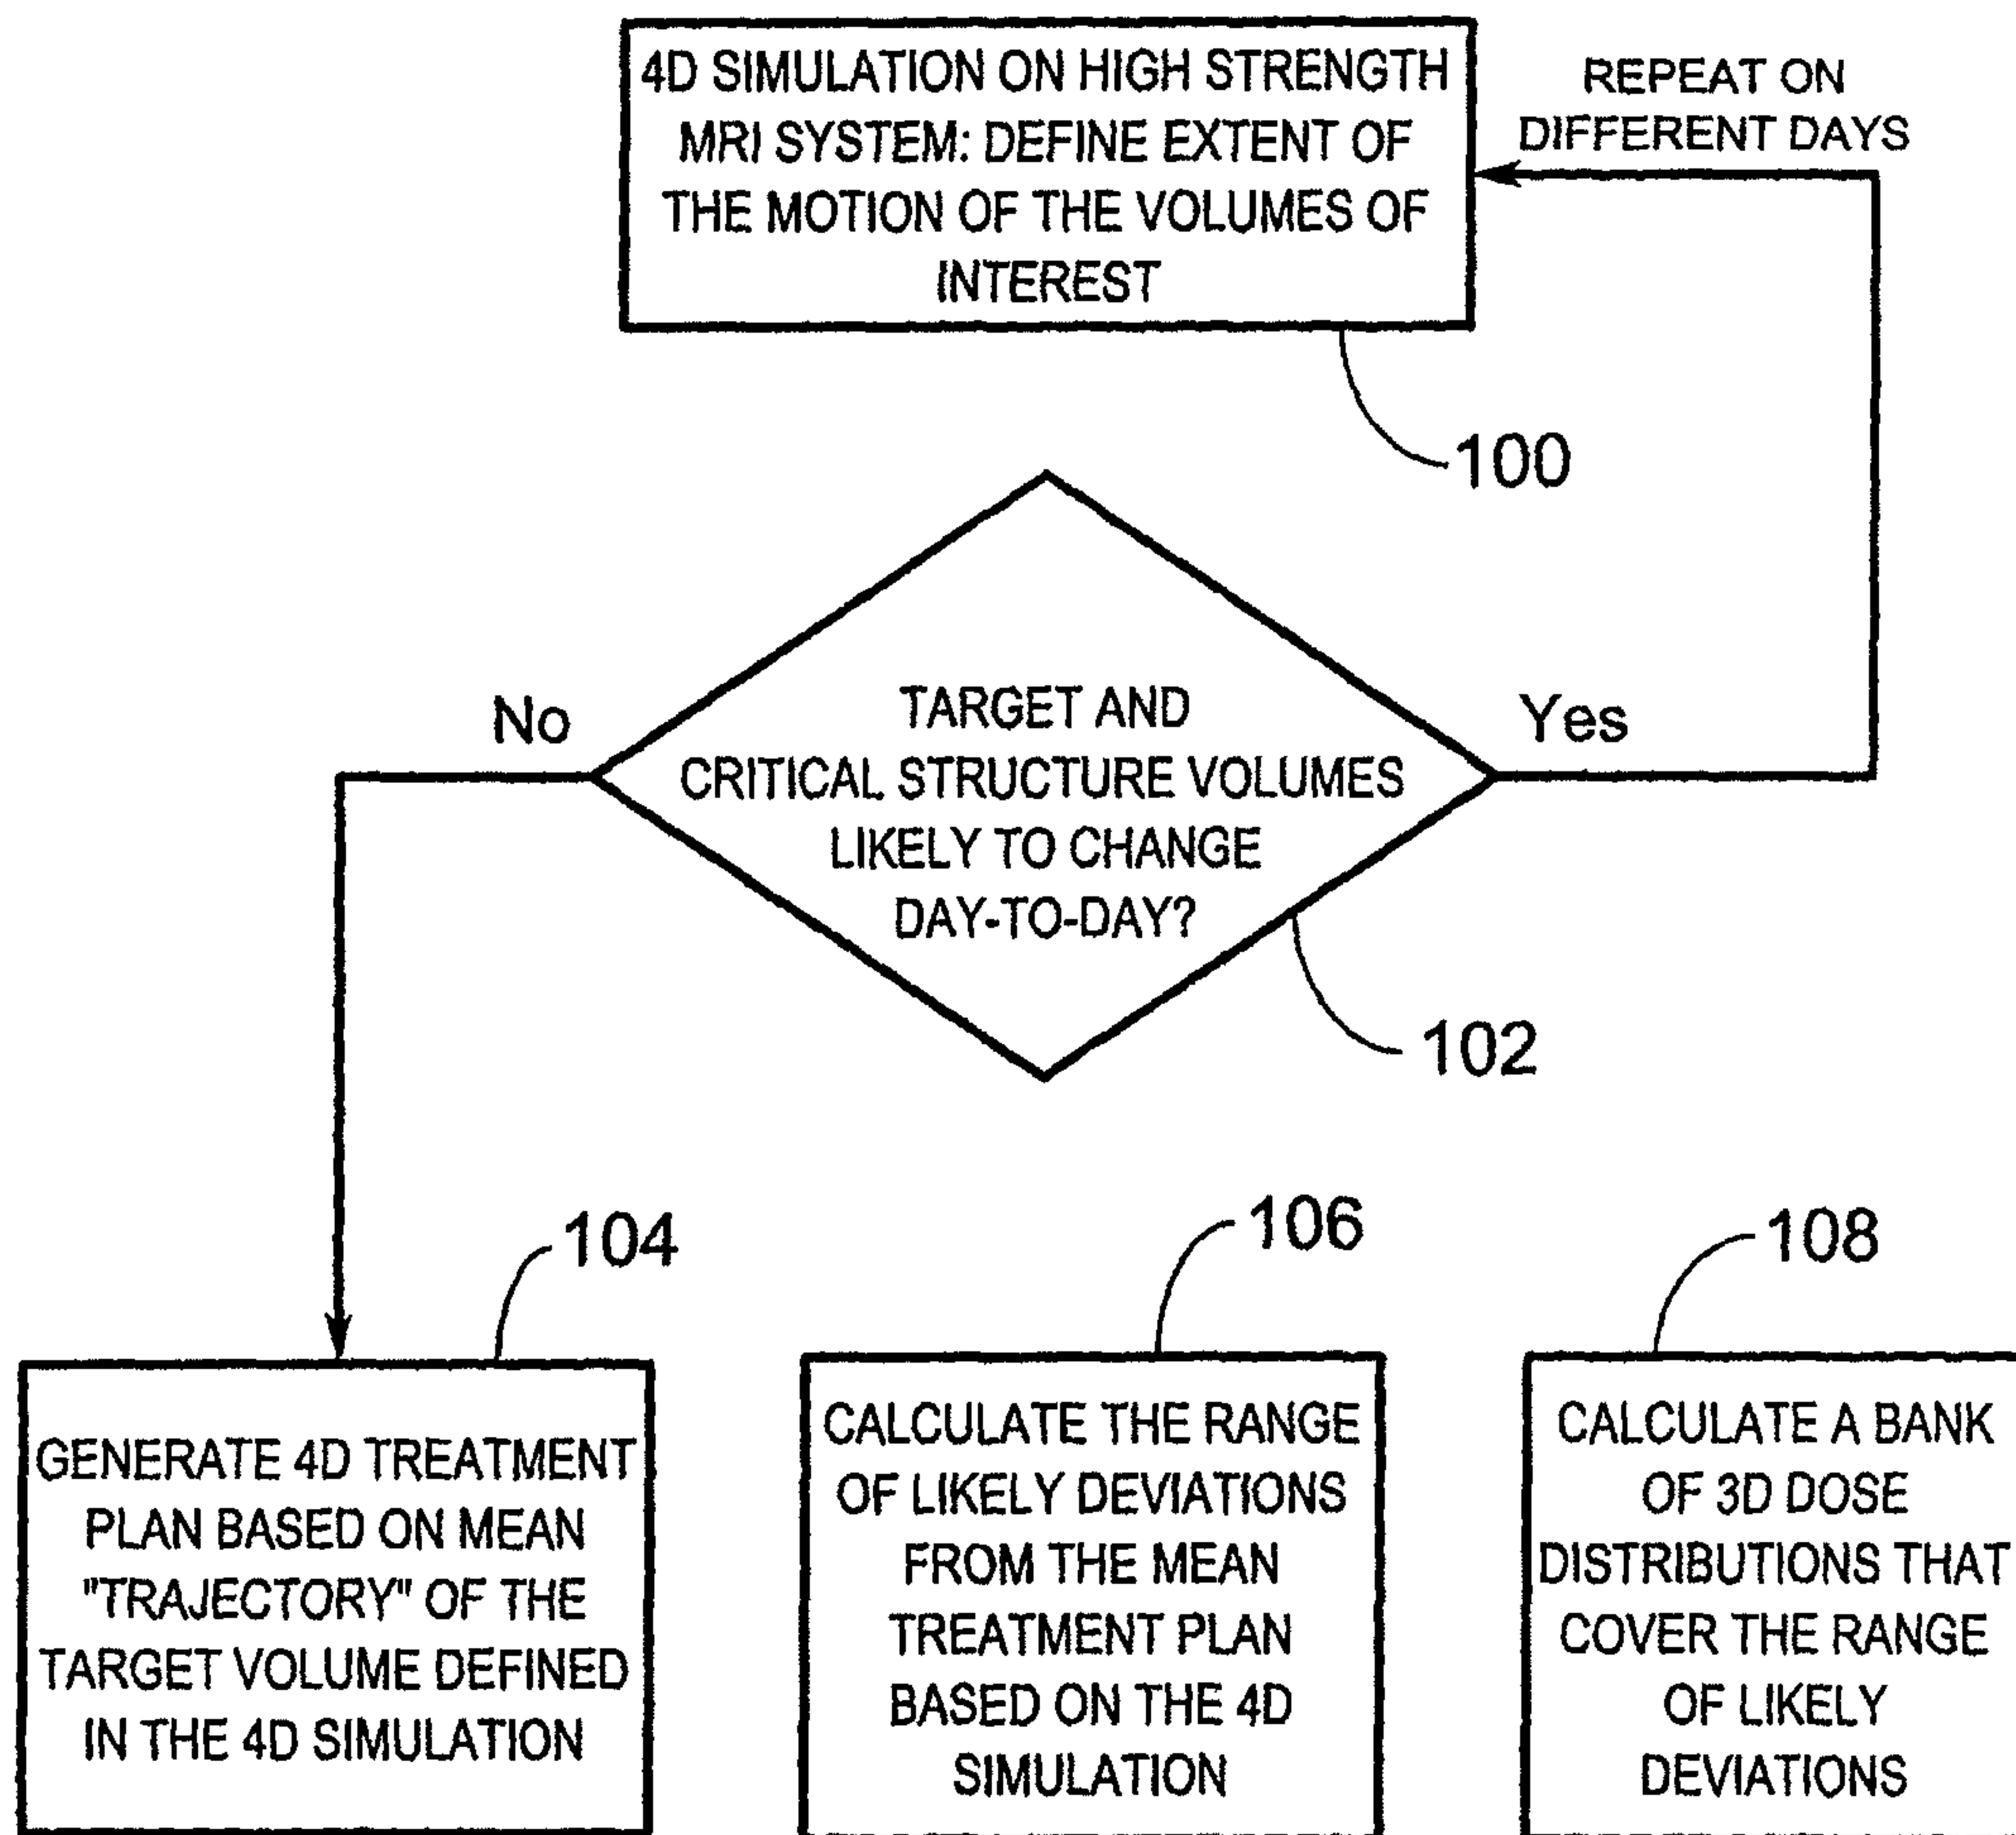 4D SIMULATION ON HIGH STRENGTH
MRI SYSTEM: DEFINE EXTENT OF
THE MOTION OF THE VOLUMES OF
INTEREST
REPEAT ON
DIFFERENT DAYS
100
No
TARGET AND
CRITICAL STRUCTURE VOLUMES
LIKELY TO CHANGE
DAY-TO-DAY?
Yes
102
104
GENERATE 4D TREATMENT
PLAN BASED ON MEAN
"TRAJECTORY" OF THE
TARGET VOLUME DEFINED
IN THE 4D SIMULATION
106
CALCULATE THE RANGE
OF LIKELY DEVIATIONS
FROM THE MEAN
TREATMENT PLAN
BASED ON THE 4D
SIMULATION
108
CALCULATE A BANK
OF 3D DOSE
DISTRIBUTIONS THAT
COVER THE RANGE
OF LIKELY
DEVIATIONS